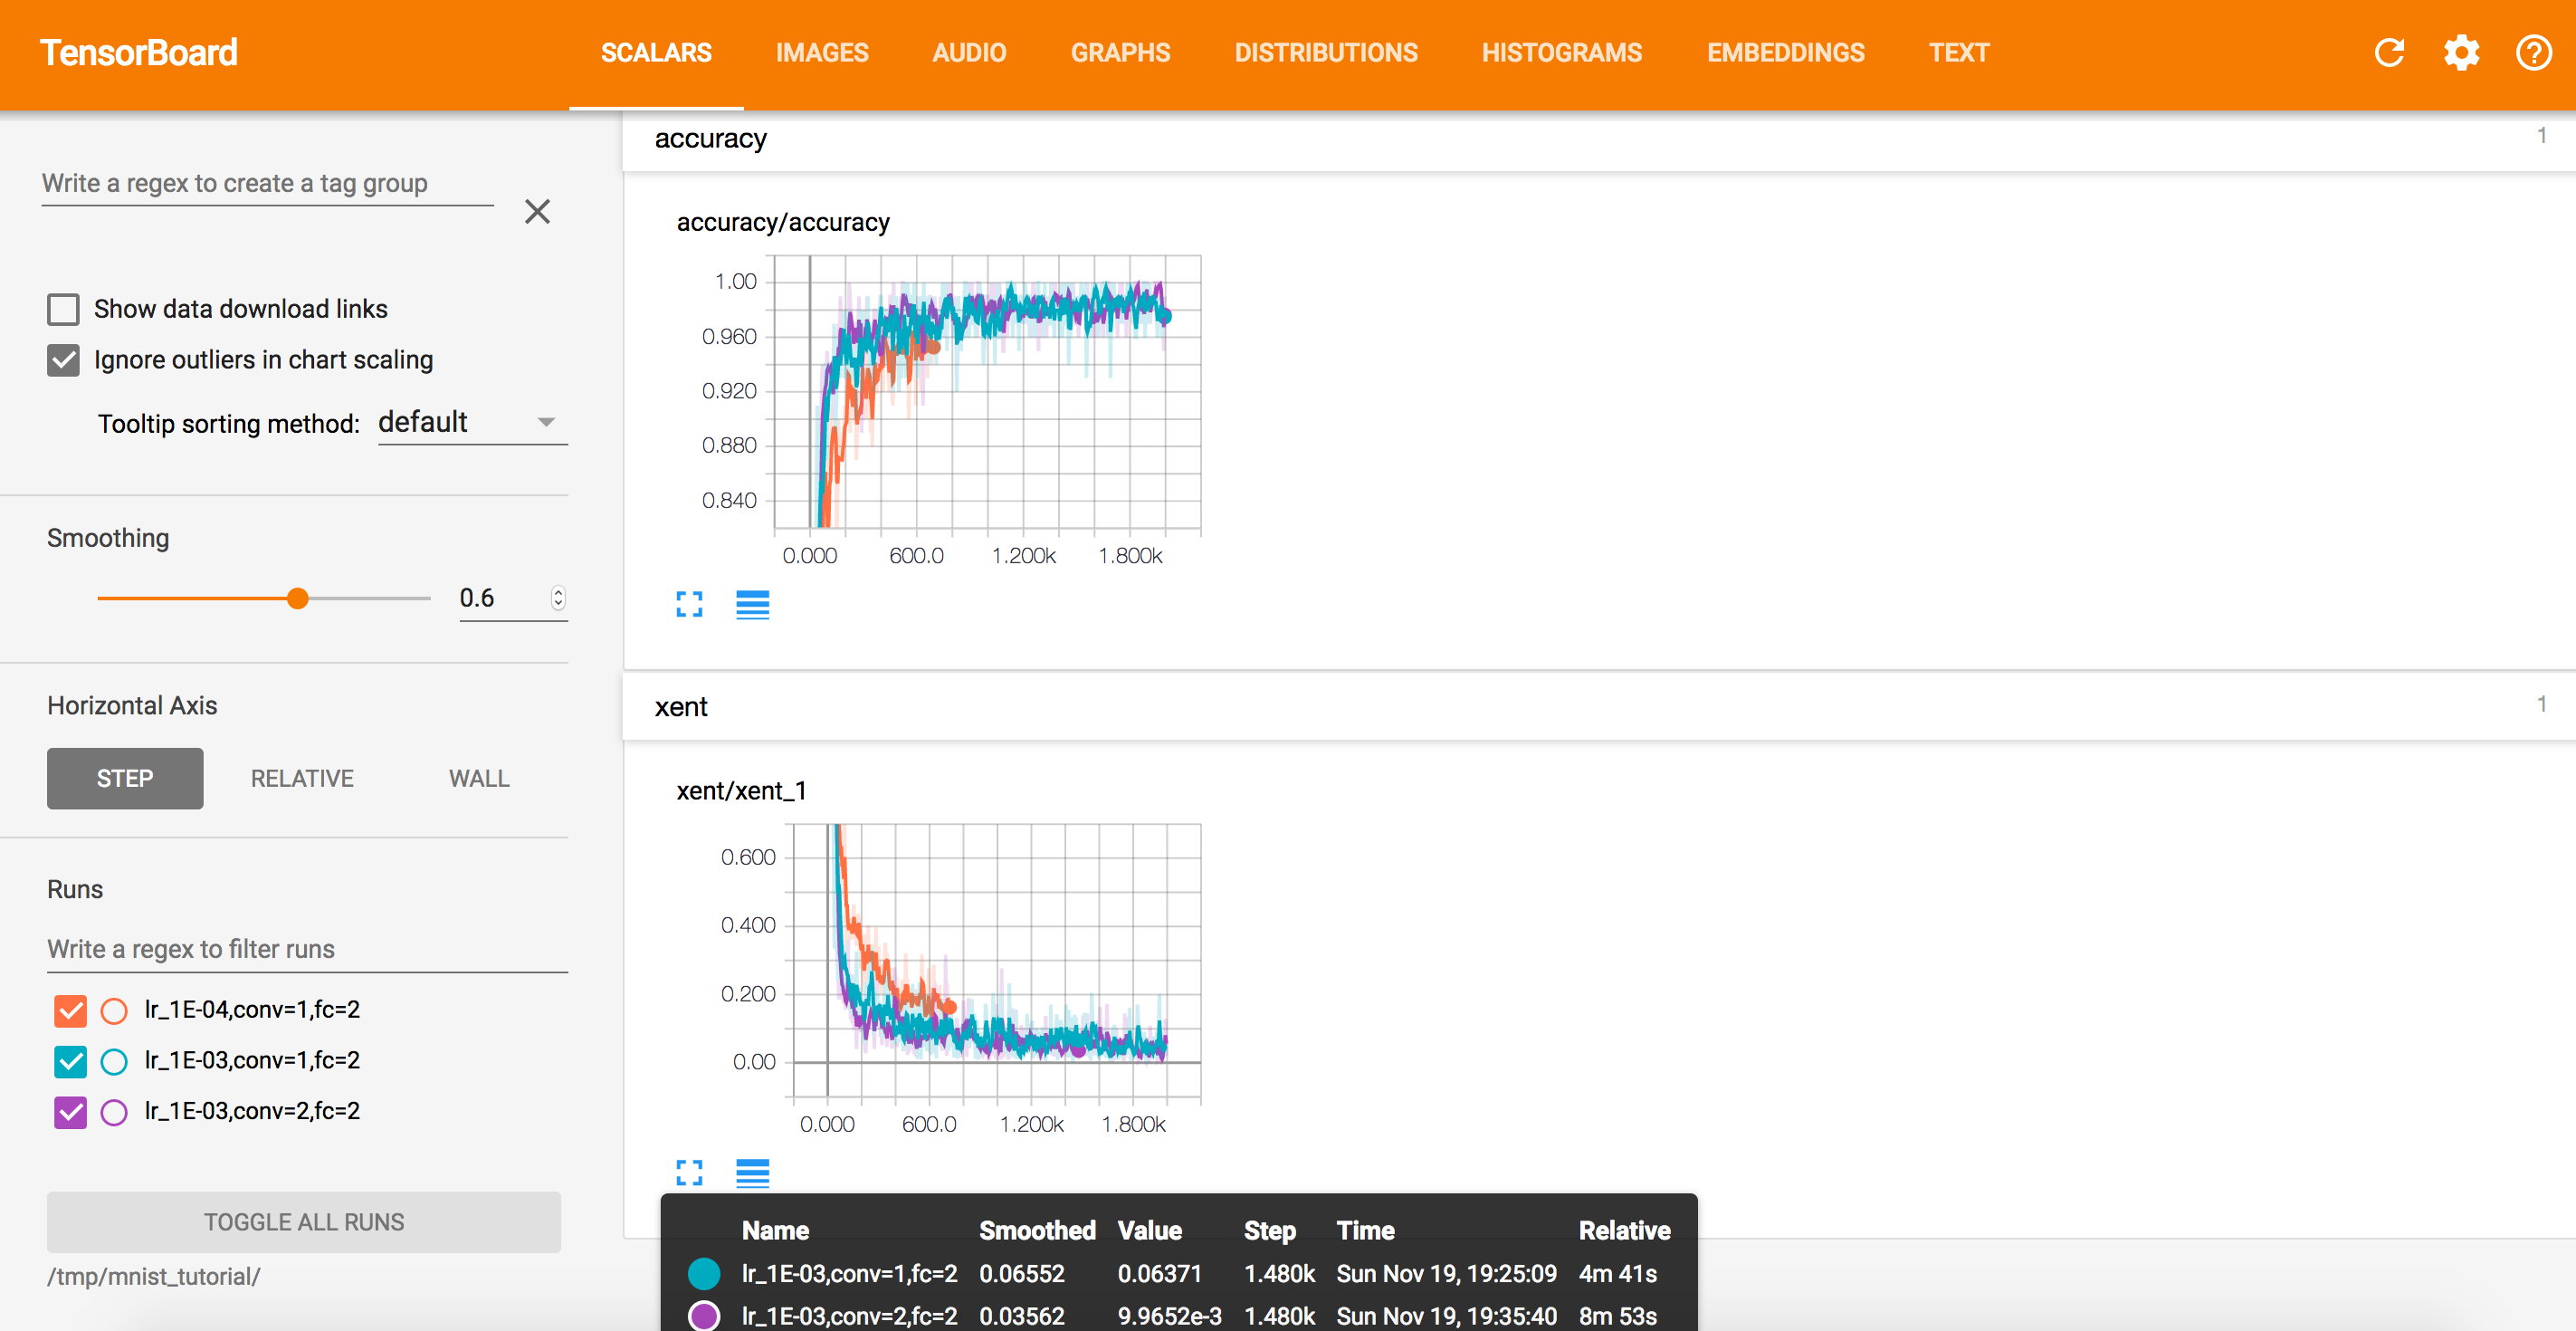 TensorBoard
SCALARS IMAGES AUDIO GRAPHS DISTRIBUTIONS HISTOGRAMS EMBEDDINGS TEXT
Write a regex to create a tag group
Show data download links
Ignore outliers in chart scaling
Tooltip sorting method: default
Smoothing
0.6
Horizontal Axis
STEP RELATIVE WALL
Runs
Write a regex to filter runs
lr_1E-04,conv=1,fc=2
lr_1E-03,conv=1,fc=2
lr_1E-03,conv=2,fc=2
TOGGLE ALL RUNS
/tmp/mnist_tutorial/
accuracy 1
accuracy/accuracy
1.00
0.960
0.920
0.880
0.840
0.000 600.0 1.200k 1.800k
xent 1
xent/xent_1
0.600
0.400
0.200
0.00
0.000 600.0 1.200k 1.800k
Name Smoothed Value Step Time Relative
lr_1E-03,conv=1,fc=2 0.06552 0.06371 1.480k Sun Nov 19, 19:25:09 4m 41s
lr_1E-03,conv=2,fc=2 0.03562 9.9652e-3 1.480k Sun Nov 19, 19:35:40 8m 53s